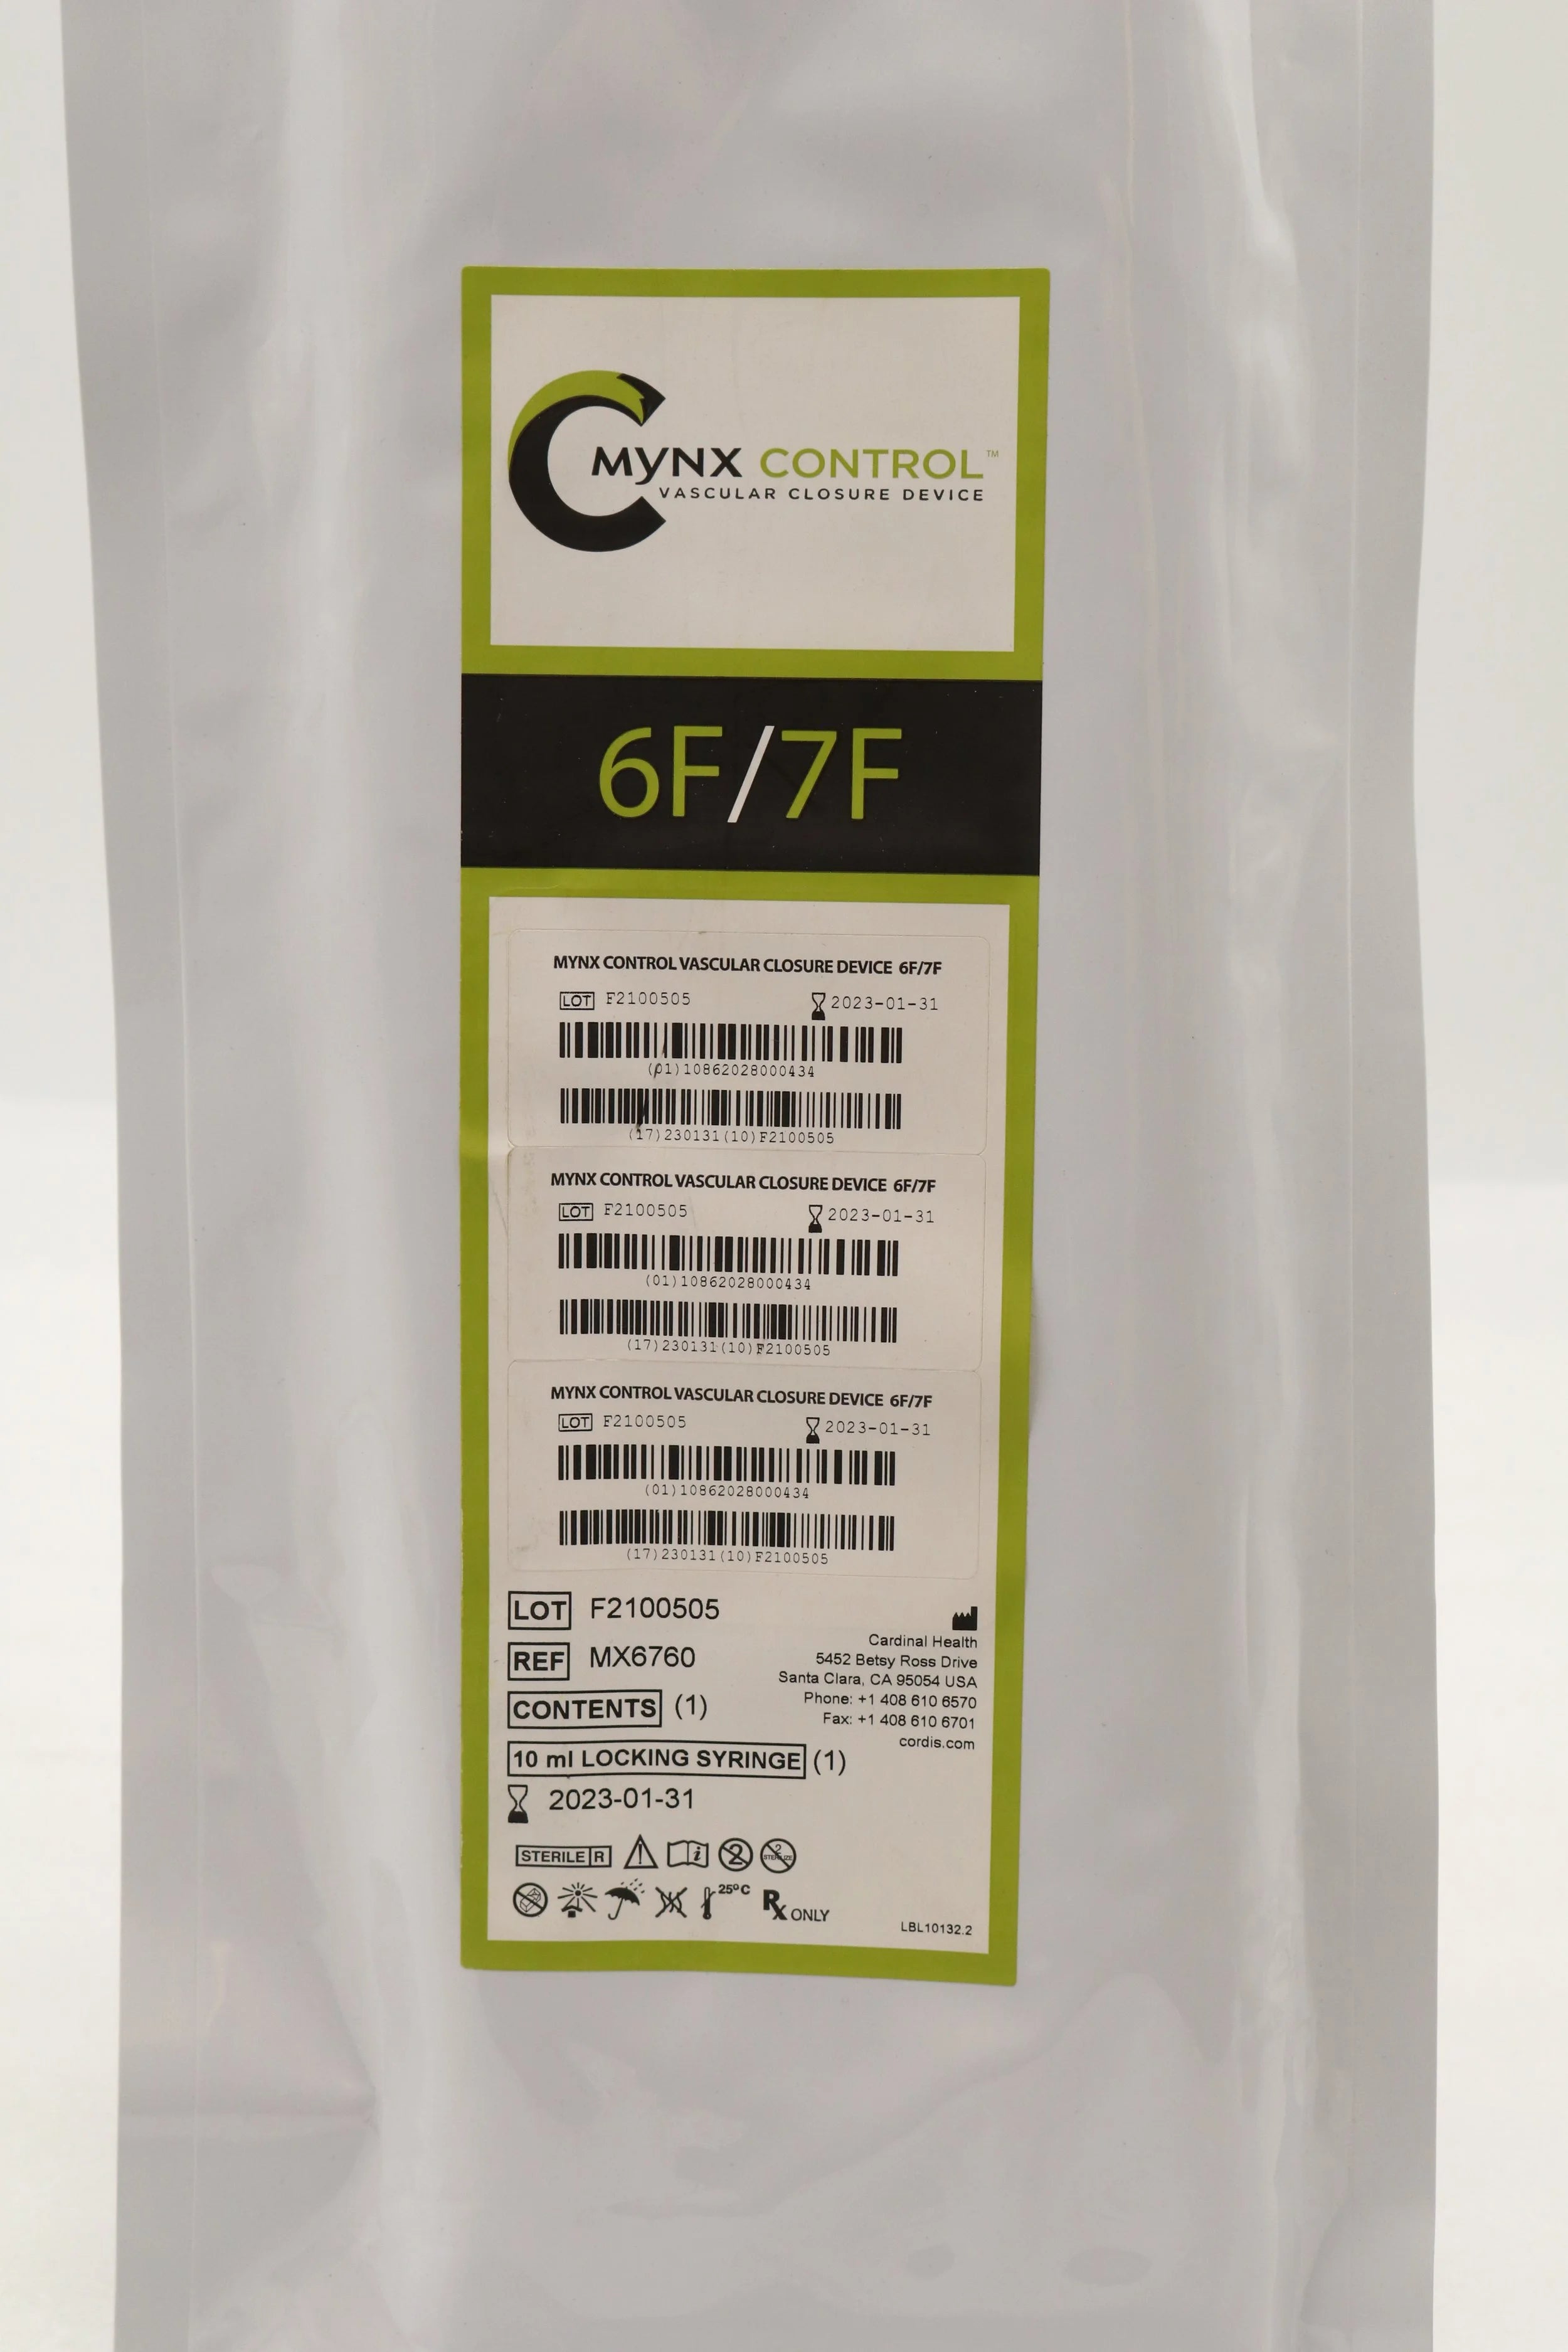 MYNX CONTROL™
VASCULAR CLOSURE DEVICE
6F/7F
MYNX CONTROL VASCULAR CLOSURE DEVICE 6F/7F
LOT F2100505 2023-01-31
(01)10862028000434
(17)230131(10)F2100505
MYNX CONTROL VASCULAR CLOSURE DEVICE 6F/7F
LOT F2100505 2023-01-31
(01)10862028000434
(17)230131(10)F2100505
MYNX CONTROL VASCULAR CLOSURE DEVICE 6F/7F
LOT F2100505 2023-01-31
(01)10862028000434
(17)230131(10)F2100505
LOT F2100505
REF MX6760
CONTENTS (1)
10 ml LOCKING SYRINGE (1)
2023-01-31
Cardinal Health
5452 Betsy Ross Drive
Santa Clara, CA 95054 USA
Phone: +1 408 610 6570
Fax: +1 408 610 6701
cordis.com
STERILE R 2 2 STERILIZE
25°C Rx ONLY
LBL10132.2